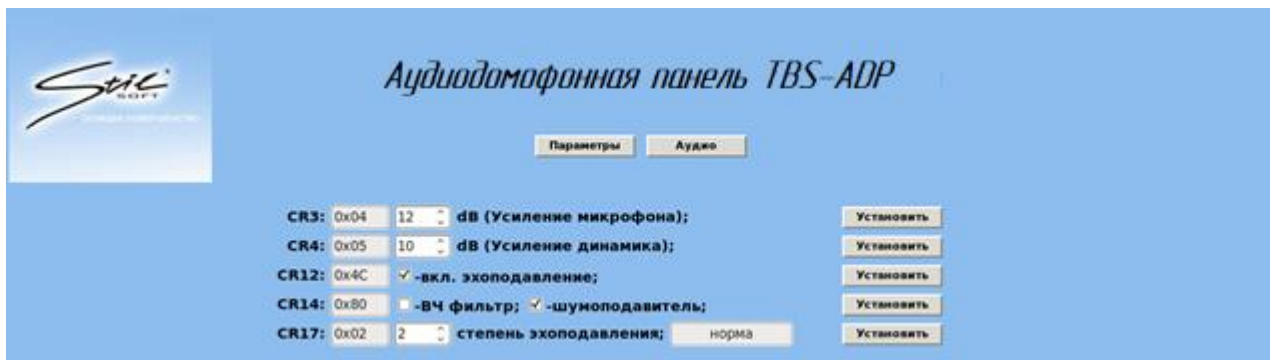 Stil
SOFT
Аудиодомофонная панель TBS-ADP
Параметры Аудио
CR3: 0x04 12 dB (Усиление микрофона); Установить
CR4: 0x05 10 dB (Усиление динамика); Установить
CR12: 0x4C -вкл. эхоподавление; Установить
CR14: 0x80 -ВЧ фильтр; -шумоподавитель; Установить
CR17: 0x02 2 степень эхоподавления; норма Установить